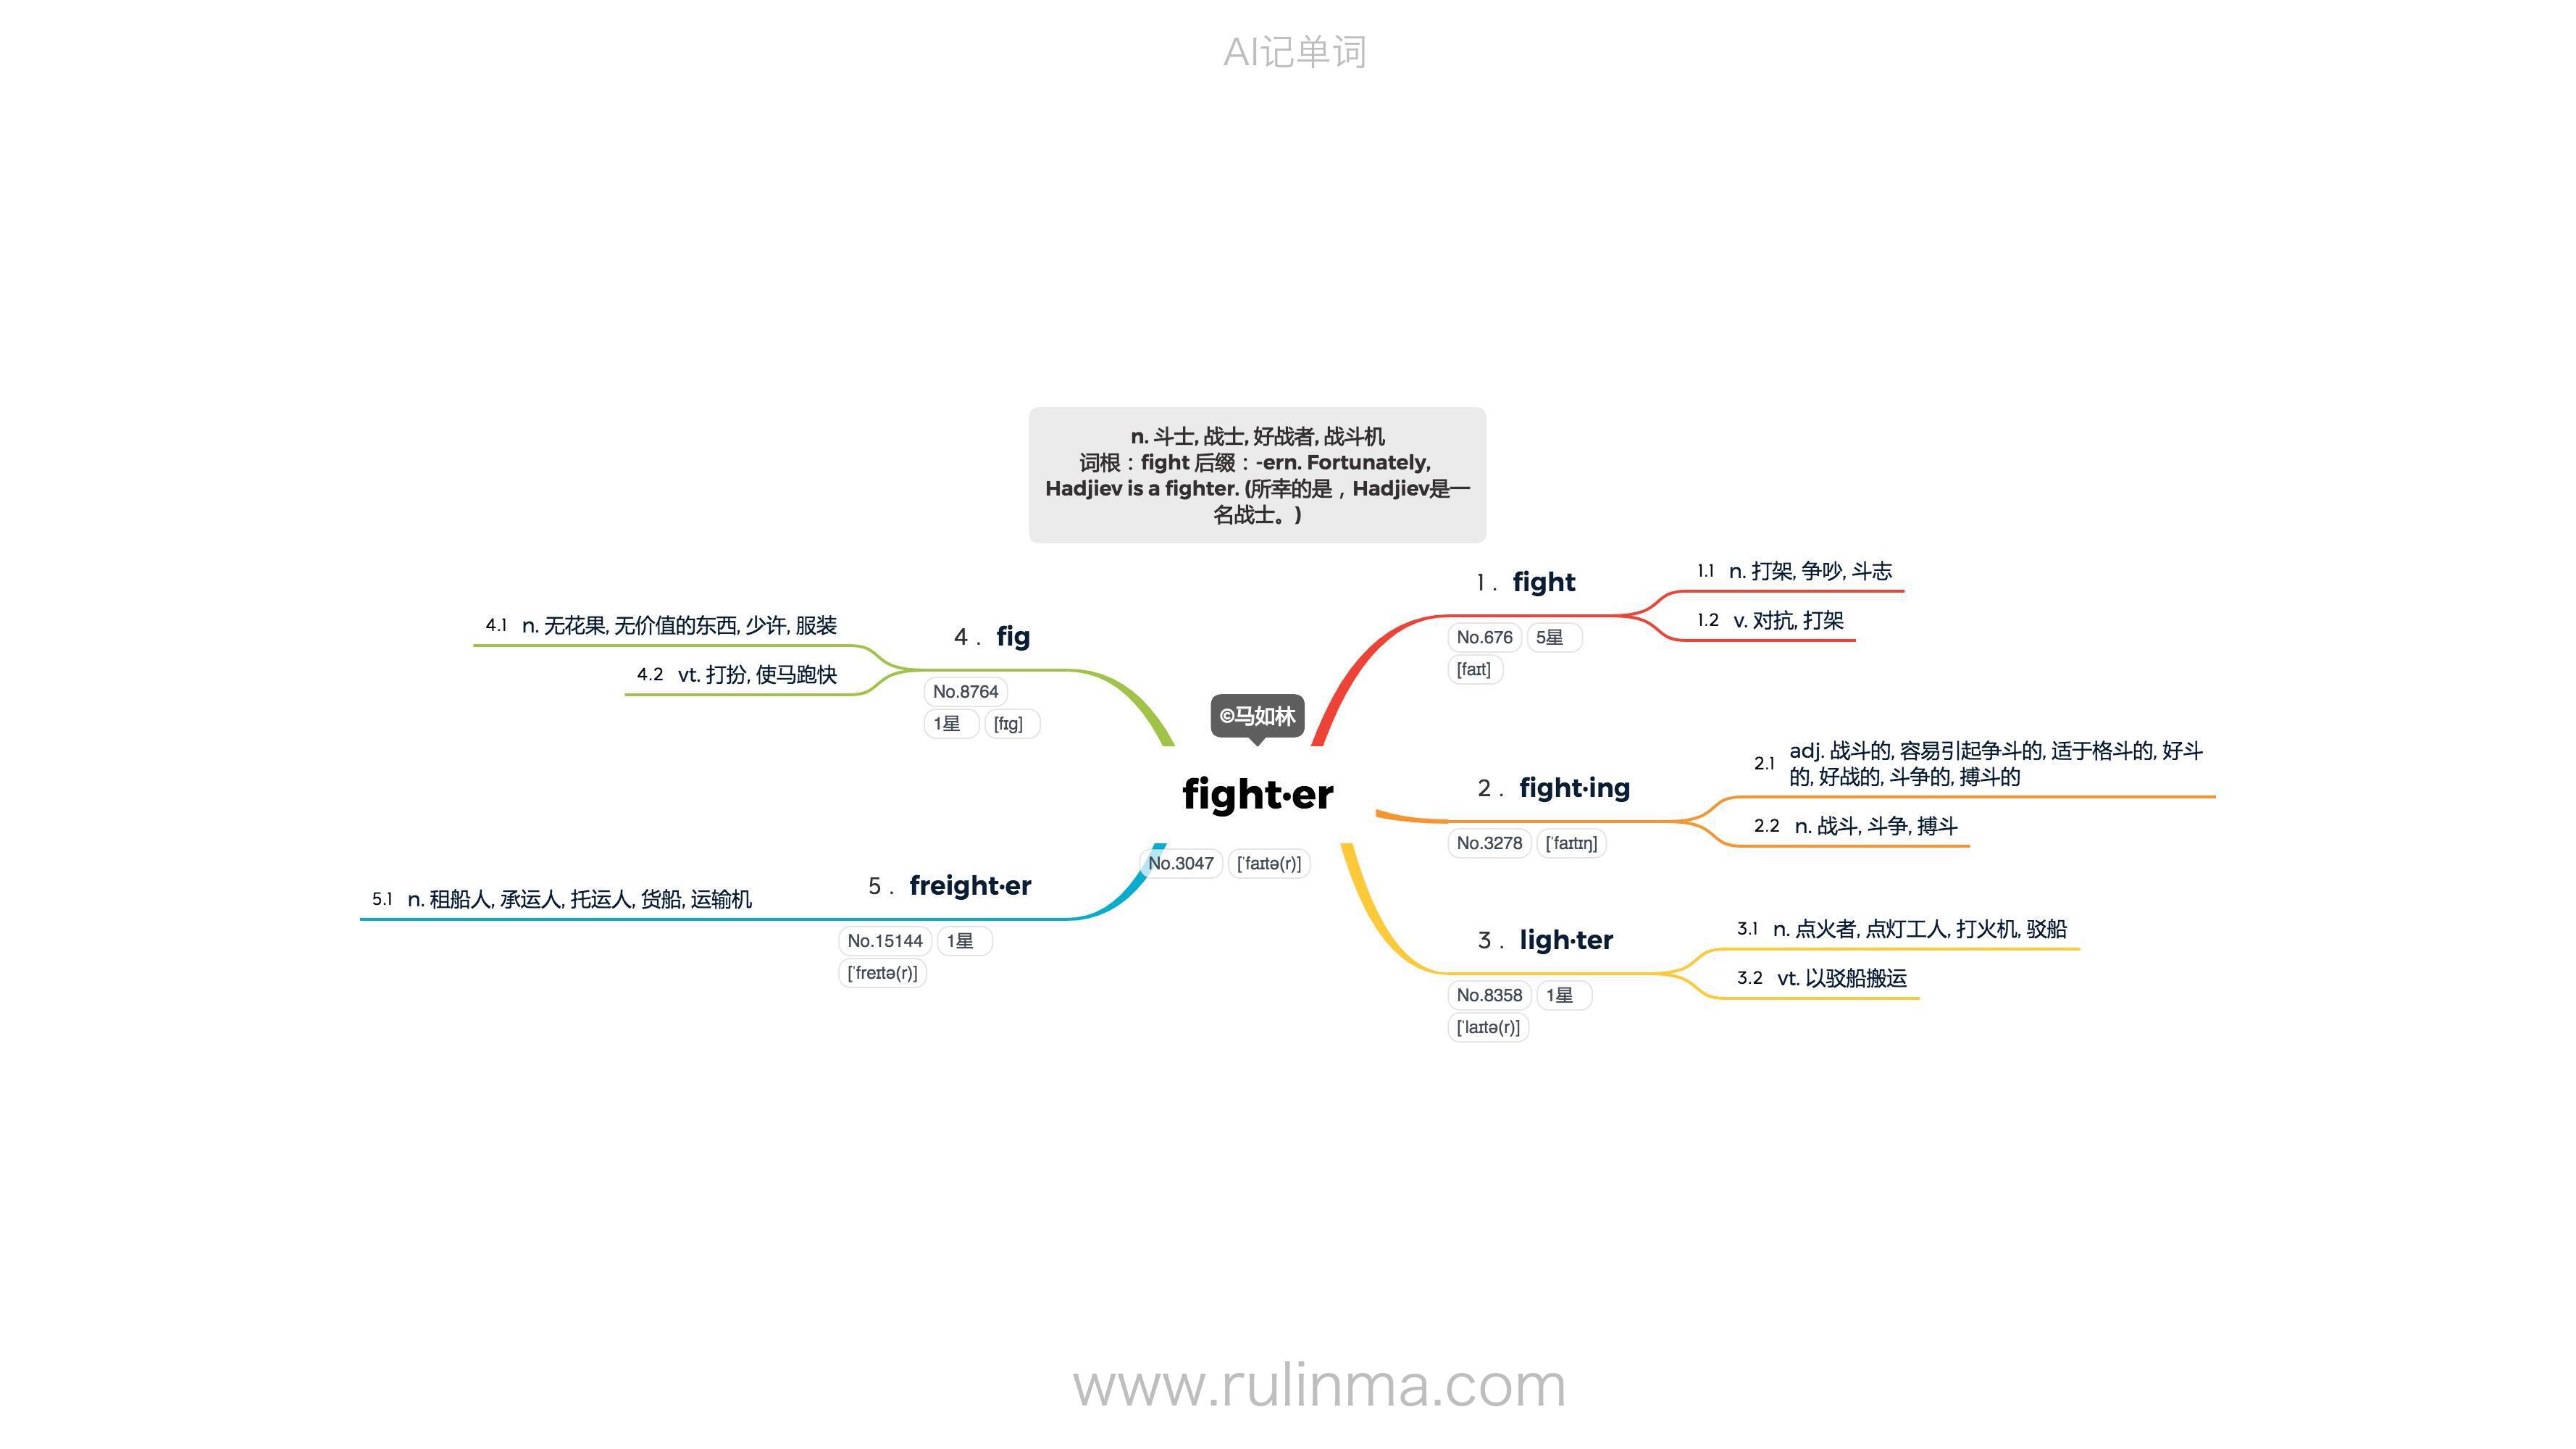 AI记单词
n. 斗士, 战士, 好战者, 战斗机
词根：fight 后缀：-ern. Fortunately,
Hadjiev is a fighter. (所幸的是，Hadjiev是一
名战士。)
©马如林
fight·er
No.3047 [ˈfaɪtə(r)]
1. fight
No.676 5星
[faɪt]
1.1 n. 打架, 争吵, 斗志
1.2 v. 对抗, 打架
2. fight·ing
No.3278 [ˈfaɪtɪŋ]
2.1 adj. 战斗的, 容易引起争斗的, 适于格斗的, 好斗
的, 好战的, 斗争的, 搏斗的
2.2 n. 战斗, 斗争, 搏斗
3. ligh·ter
No.8358 1星
[ˈlaɪtə(r)]
3.1 n. 点火者, 点灯工人, 打火机, 驳船
3.2 vt. 以驳船搬运
4. fig
No.8764
1星 [fɪɡ]
4.1 n. 无花果, 无价值的东西, 少许, 服装
4.2 vt. 打扮, 使马跑快
5. freight·er
No.15144 1星
[ˈfreɪtə(r)]
5.1 n. 租船人, 承运人, 托运人, 货船, 运输机
www.rulinma.com